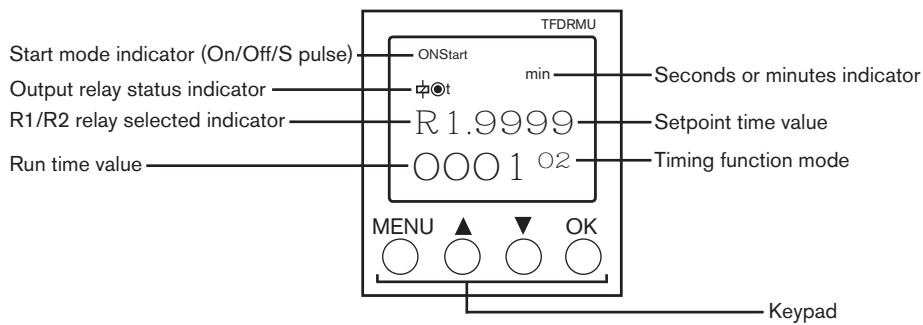 TFDRMU
Start mode indicator (On/Off/S pulse)
ONStart
min
Seconds or minutes indicator
Output relay status indicator
t
R1/R2 relay selected indicator
R1.9999
Setpoint time value
Run time value
0001 02
Timing function mode
MENU ▲ ▼ OK
Keypad